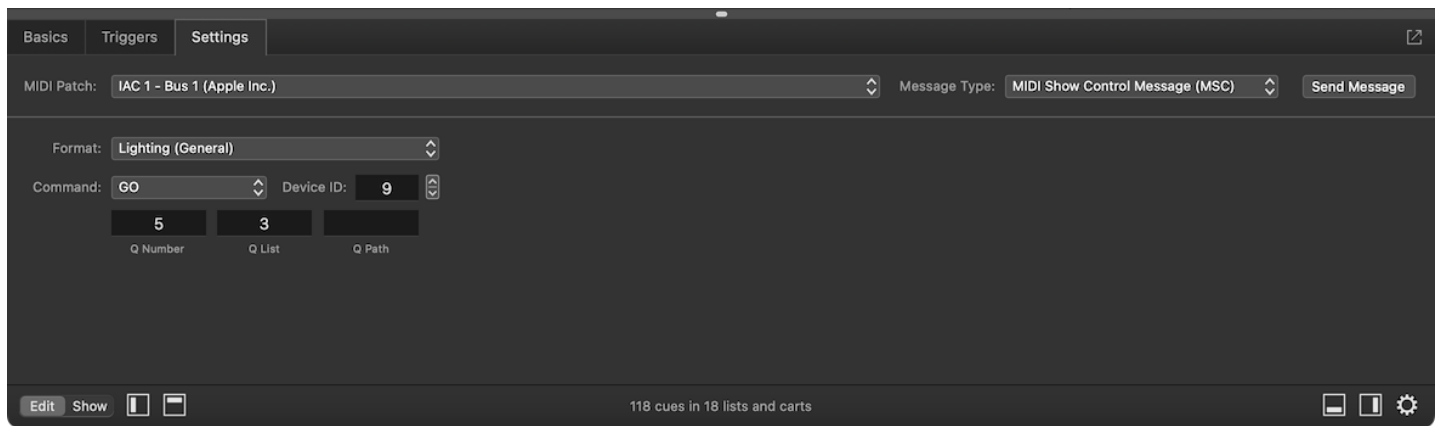 Basics Triggers Settings
MIDI Patch: IAC 1 - Bus 1 (Apple Inc.) Message Type: MIDI Show Control Message (MSC) Send Message
Format: Lighting (General)
Command: GO Device ID: 9
5 3
Q Number Q List Q Path
Edit Show 118 cues in 18 lists and carts